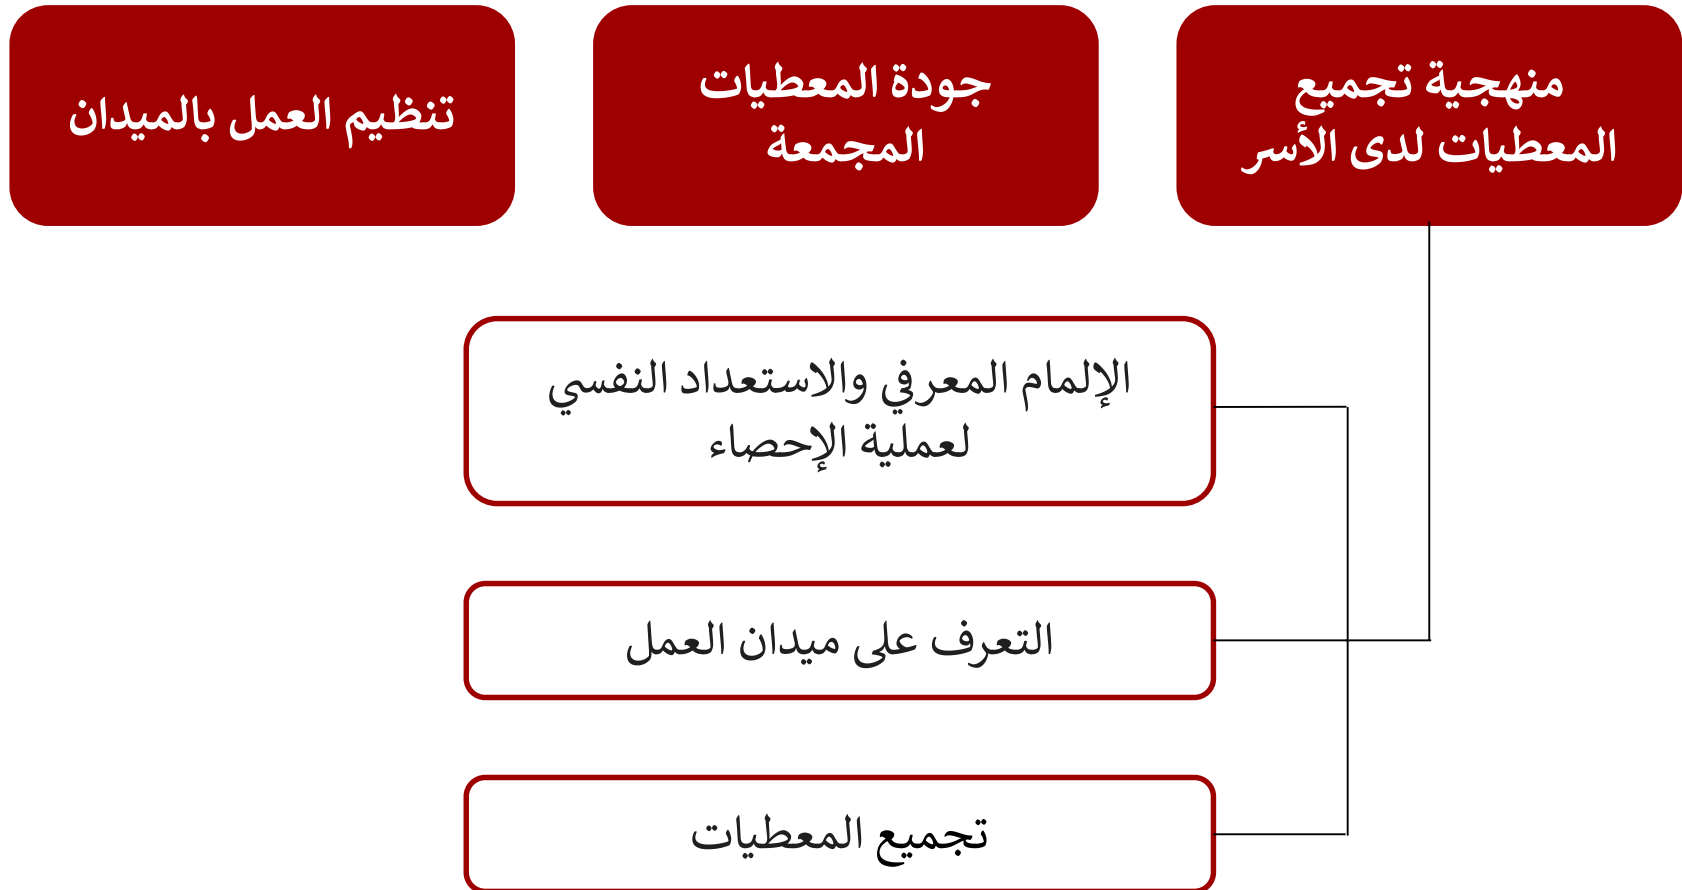 منهجية تجميع
المعطيات لدى الأسر
جودة المعطيات
المجمعة
تنظيم العمل بالميدان
الإلمام المعرفي والاستعداد النفسي
لعملية الإحصاء
التعرف على ميدان العمل
تجميع المعطيات